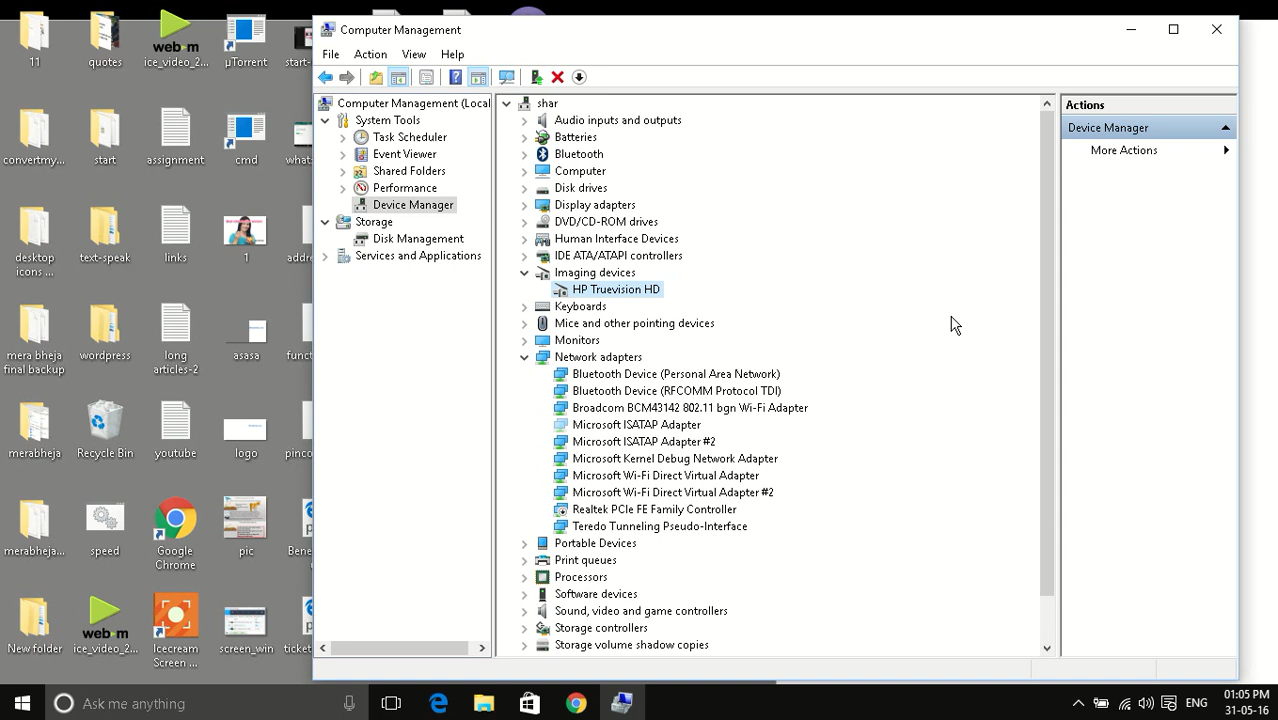 11
quotes
web-m
ice_video_2...
µTorrent
start-
convertmy...
start
assignment
cmd
what:
desktop
icons ...
text-speak
links
1
addre
mera bheja
final backup
wordpress
long
articles-2
asasa
funct
merabheja
Recycle Bin
youtube
logo
pinco
merabheja...
speed
Google
Chrome
pic
Bene
New folder
web-m
ice_video_2...
Icecream
Screen ...
screen_win
ticket
Computer Management
File
Action
View
Help
Computer Management (Local
System Tools
Task Scheduler
Event Viewer
Shared Folders
Performance
Device Manager
Storage
Disk Management
Services and Applications
shar
Audio inputs and outputs
Batteries
Bluetooth
Computer
Disk drives
Display adapters
DVD/CD-ROM drives
Human Interface Devices
IDE ATA/ATAPI controllers
Imaging devices
HP Truevision HD
Keyboards
Mice and other pointing devices
Monitors
Network adapters
Bluetooth Device (Personal Area Network)
Bluetooth Device (RFCOMM Protocol TDI)
Broadcom BCM43142 802.11 bgn Wi-Fi Adapter
Microsoft ISATAP Adapter
Microsoft ISATAP Adapter #2
Microsoft Kernel Debug Network Adapter
Microsoft Wi-Fi Direct Virtual Adapter
Microsoft Wi-Fi Direct Virtual Adapter #2
Realtek PCIe FE Family Controller
Teredo Tunneling Pseudo-Interface
Portable Devices
Print queues
Processors
Software devices
Sound, video and game controllers
Storage controllers
Storage volume shadow copies
Actions
Device Manager
More Actions
Ask me anything
ENG
01:05 PM
31-05-16